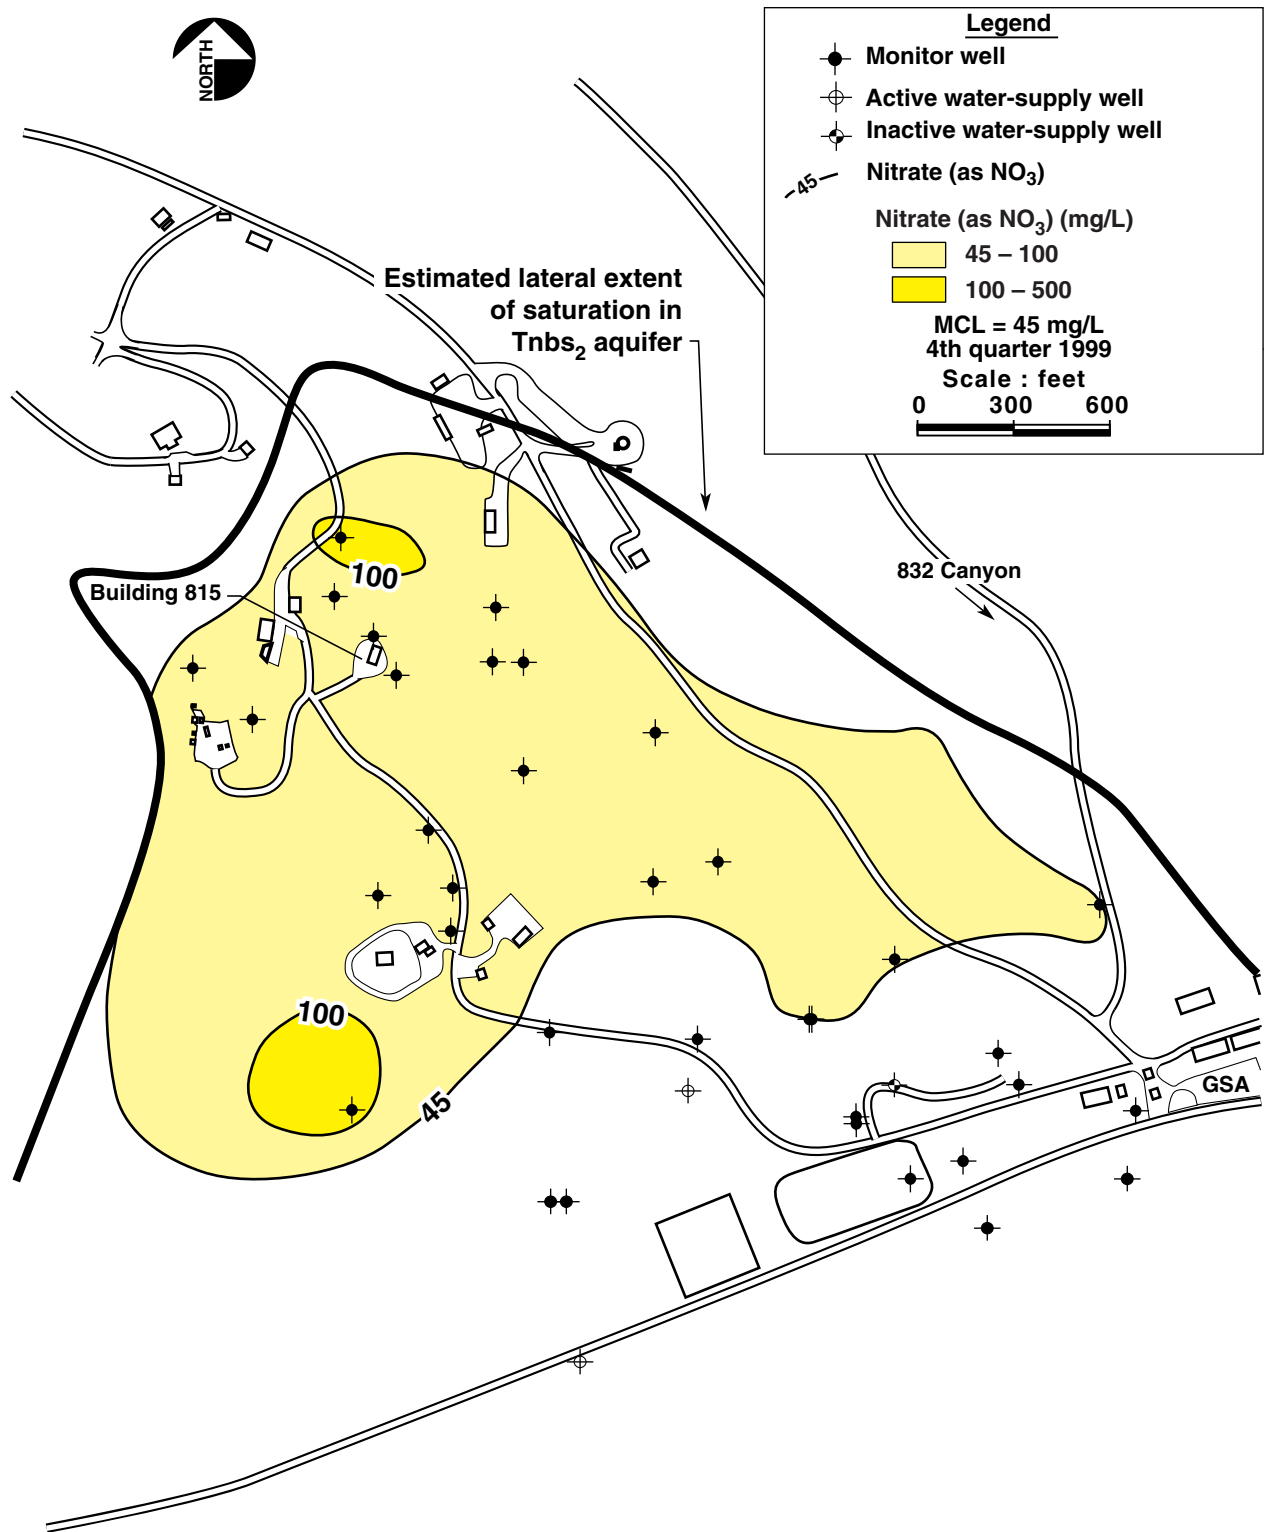 NORTH
Legend
Monitor well
Active water-supply well
Inactive water-supply well
45
Nitrate (as NO₃)
Nitrate (as NO₃) (mg/L)
45 – 100
100 – 500
MCL = 45 mg/L
4th quarter 1999
Scale : feet
0 300 600
Estimated lateral extent
of saturation in
Tnbs₂ aquifer
832 Canyon
100
Building 815
100
45
GSA